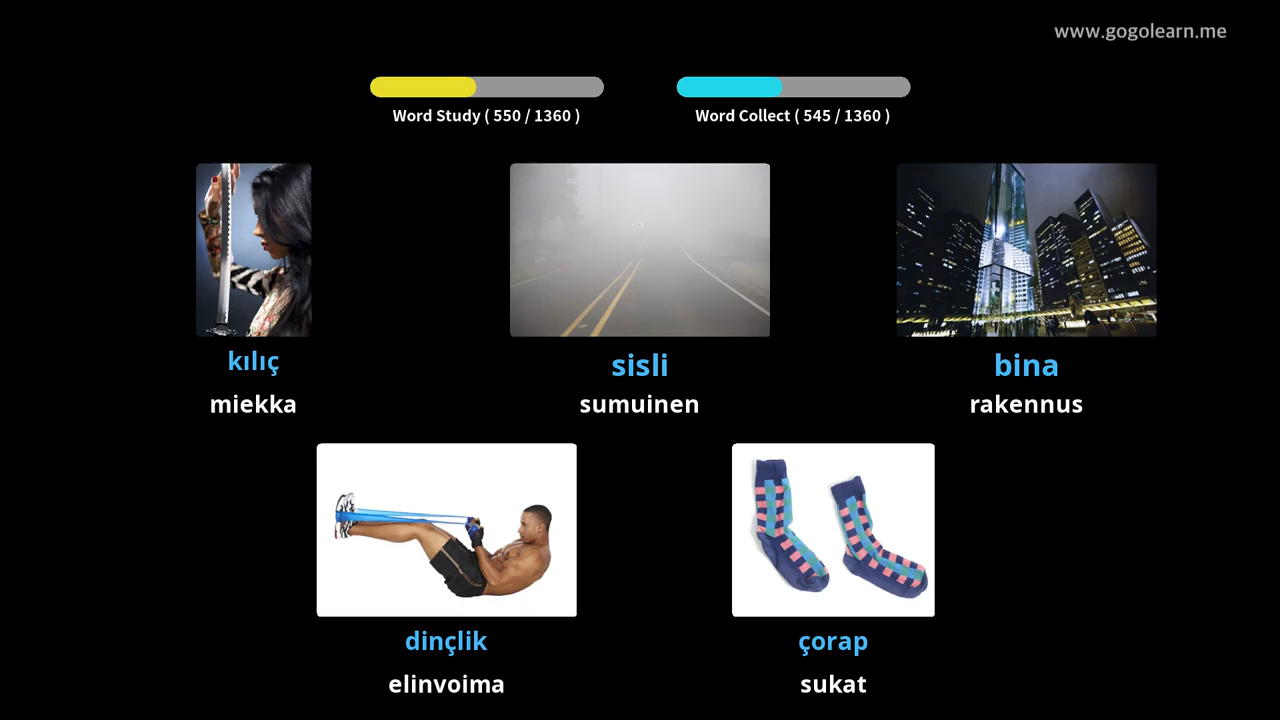 www.gogolearn.me
Word Study ( 550 / 1360 )
Word Collect ( 545 / 1360 )
kılıç
miekka
sisli
sumuinen
bina
rakennus
dinçlik
elinvoima
çorap
sukat